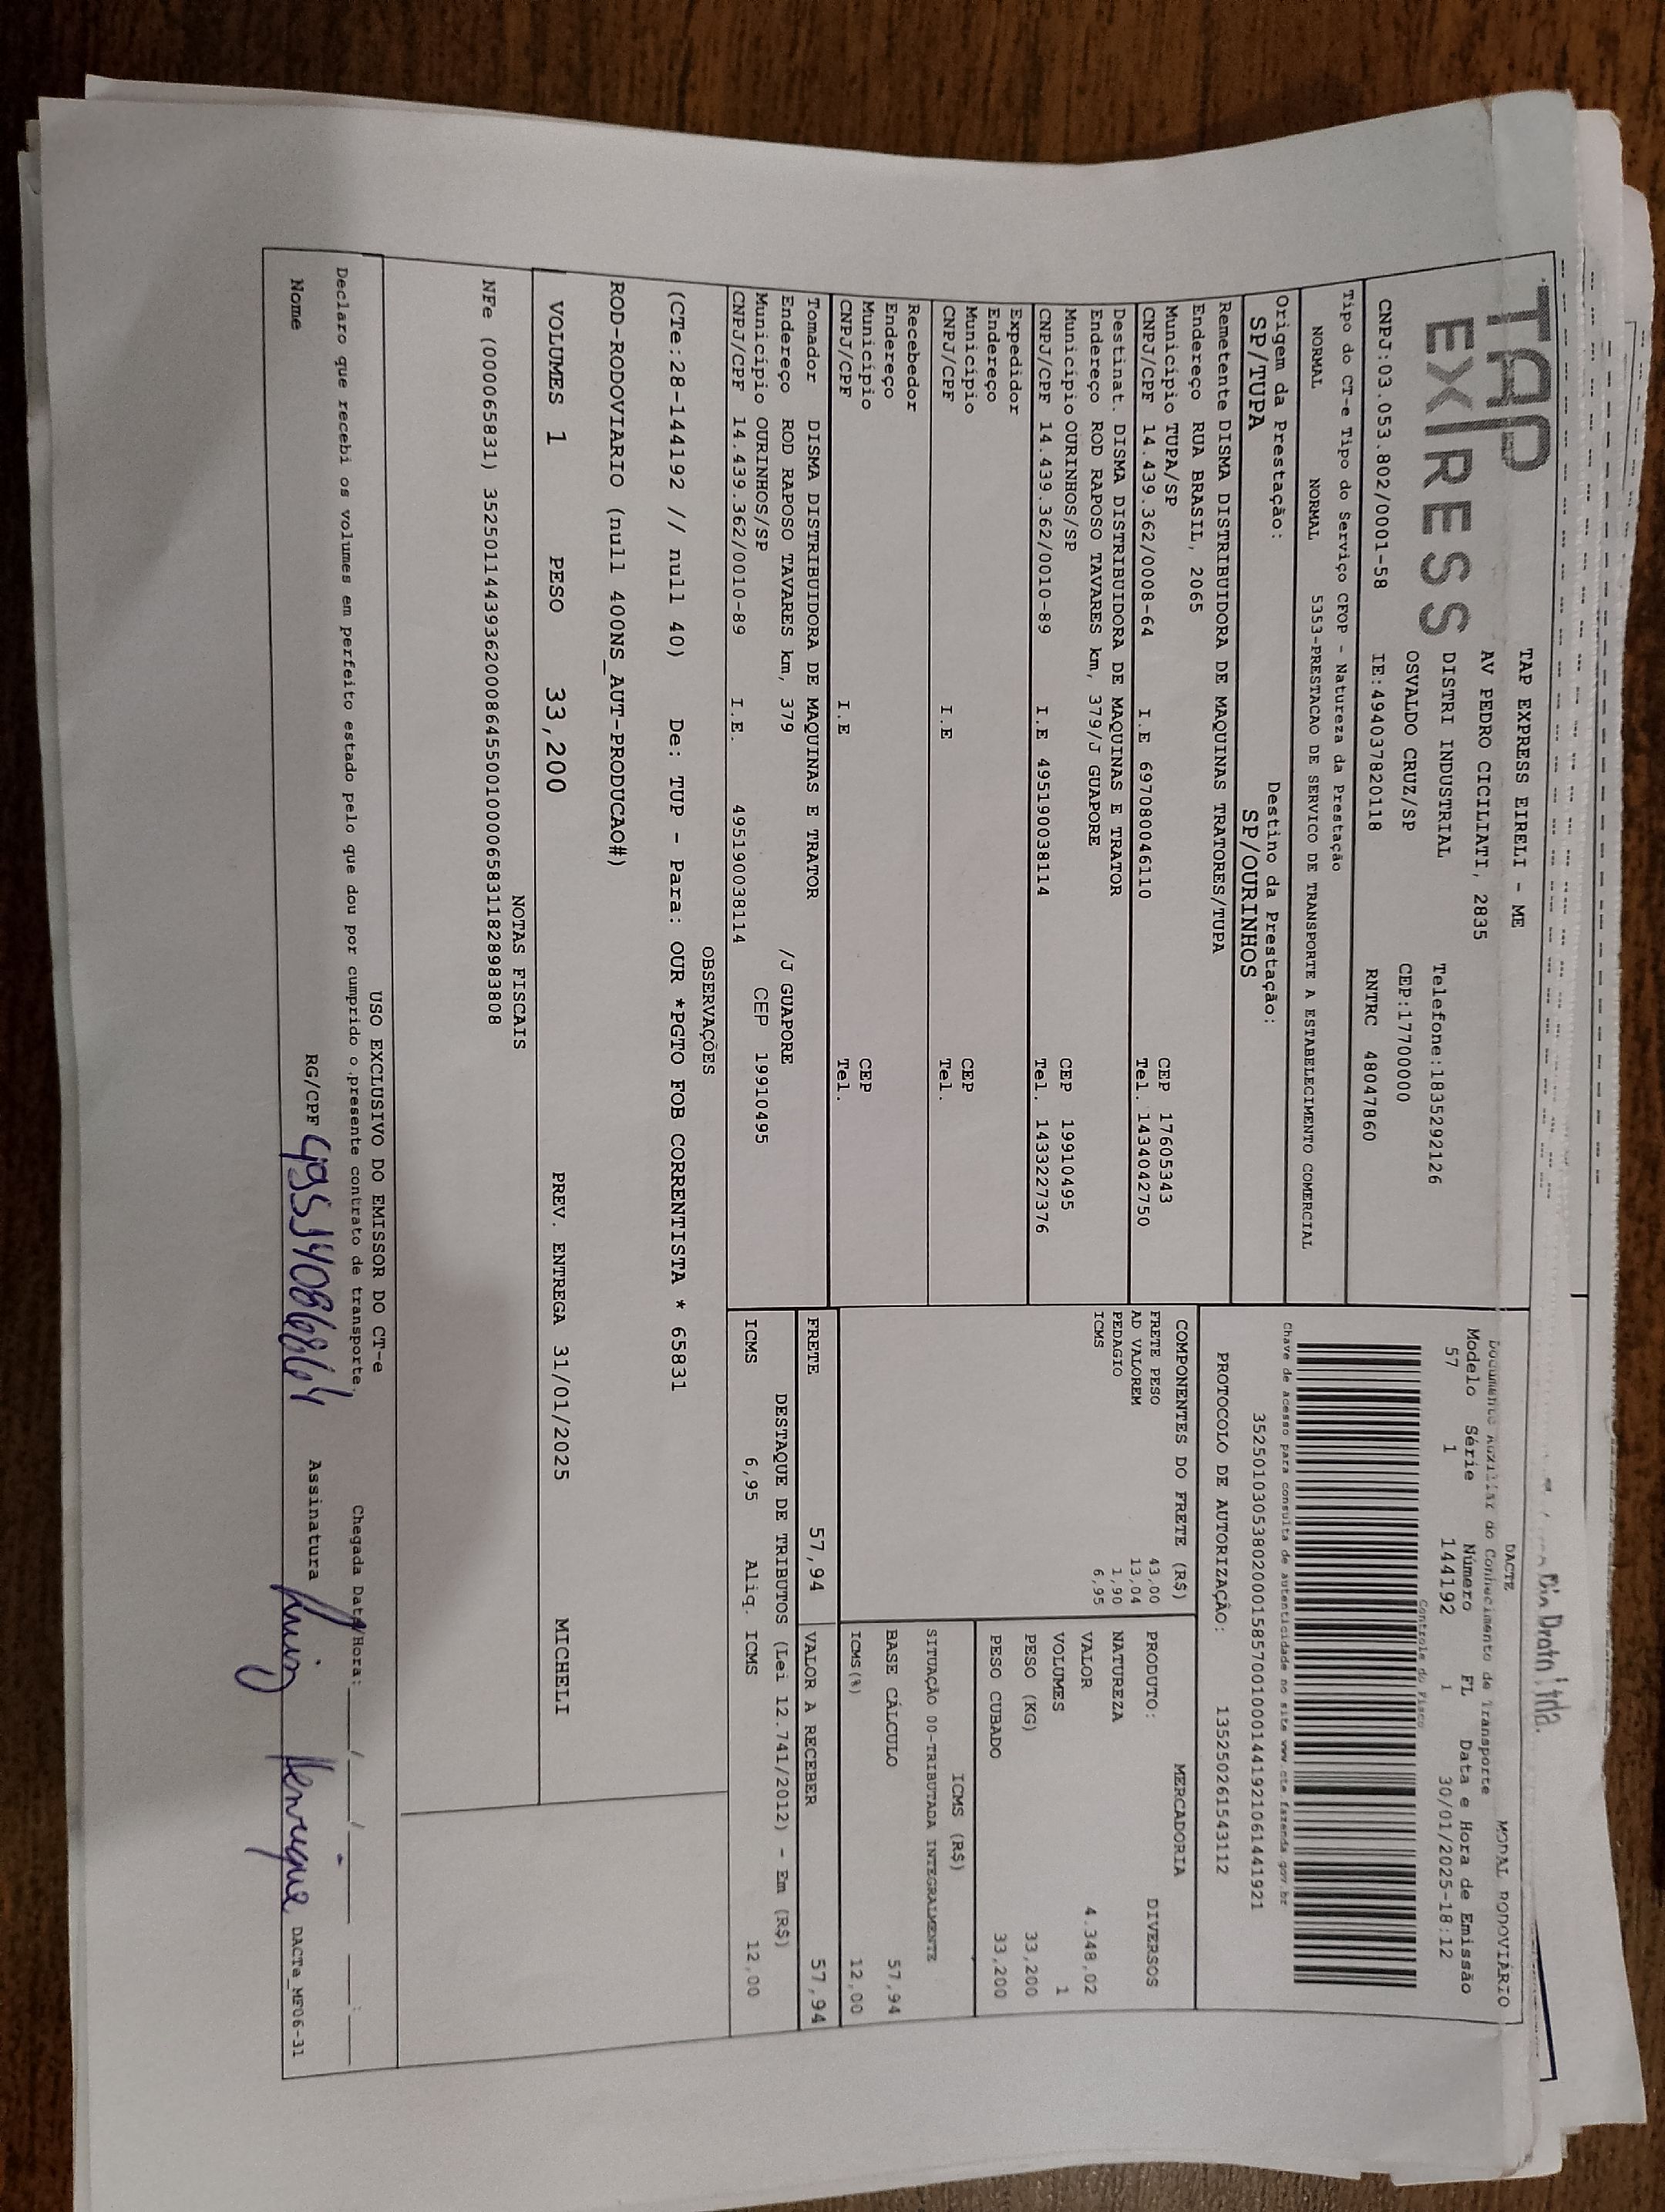 TAP
EXPRESS
TAP EXPRESS EIRELI - ME
AV PEDRO CICILIATI, 2835
DISTRI INDUSTRIAL Telefone:1835292126
OSVALDO CRUZ/SP CEP:17700000
CNPJ:03.053.802/0001-58 IE:494037820118 RNTRC 48047860
Tipo do CT-e Tipo do Serviço CFOP - Natureza da Prestação
NORMAL NORMAL 5353-PRESTACAO DE SERVICO DE TRANSPORTE A ESTABELECIMENTO COMERCIAL
Origem da Prestação: Destino da Prestação:
SP/TUPA SP/OURINHOS
DACTE MODAL RODOVIÁRIO
Documento Auxiliar do Conhecimento de Transporte
Modelo Série Número FL Data e Hora de Emissão
57 1 144192 1 30/01/2025-18:12
Controle do Fisco
Chave de acesso para consulta de autenticidade no site www.cte.fazenda.gov.br
35250103053802000158570010001441921061441921
PROTOCOLO DE AUTORIZAÇÃO: 135250261543112
Remetente DISMA DISTRIBUIDORA DE MAQUINAS TRATORES/TUPA
Endereço RUA BRASIL, 2065
Município TUPA/SP CEP 17605343
CNPJ/CPF 14.439.362/0008-64 I.E 697080046110 Tel. 1434042750
Destinat. DISMA DISTRIBUIDORA DE MAQUINAS E TRATOR
Endereço ROD RAPOSO TAVARES km, 379/J GUAPORE
Município OURINHOS/SP CEP 19910495
CNPJ/CPF 14.439.362/0010-89 I.E 495190038114 Tel. 1433227376
Expedidor
Endereço
Município CEP
CNPJ/CPF I.E Tel.
Recebedor
Endereço
Município CEP
CNPJ/CPF I.E Tel.
Tomador DISMA DISTRIBUIDORA DE MAQUINAS E TRATOR
Endereço ROD RAPOSO TAVARES km, 379 /J GUAPORE
Município OURINHOS/SP CEP 19910495
CNPJ/CPF 14.439.362/0010-89 I.E. 495190038114
COMPONENTES DO FRETE (R$)
FRETE PESO 43,00
AD VALOREM 13,04
PEDAGIO 1,90
ICMS 6,95
MERCADORIA
PRODUTO: DIVERSOS
NATUREZA
VALOR 4.348,02
VOLUMES 1
PESO (KG) 33,200
PESO CUBADO 33,200
ICMS (R$)
SITUAÇÃO 00-TRIBUTADA INTEGRALMENTE
BASE CÁLCULO 57,94
ICMS(%) 12,00
FRETE 57,94 VALOR A RECEBER 57,94
DESTAQUE DE TRIBUTOS (Lei 12.741/2012) - Em (R$)
ICMS 6,95 Aliq. ICMS 12,00
OBSERVAÇÕES
(CTe:28-144192 // null 40) De: TUP - Para: OUR *PGTO FOB CORRENTISTA * 65831
ROD-RODOVIARIO (null 400NS_AUT-PRODUCAO#)
VOLUMES 1 PESO 33,200 PREV. ENTREGA 31/01/2025 MICHELI
NOTAS FISCAIS
NFe (000065831) 35250114439362000864550010000658311828983808
USO EXCLUSIVO DO EMISSOR DO CT-e
Declaro que recebi os volumes em perfeito estado pelo que dou por cumprido o presente contrato de transporte.
Chegada Data/Hora:
Nome RG/CPF Assinatura Luiz Henrique
DACTe_MF06-31